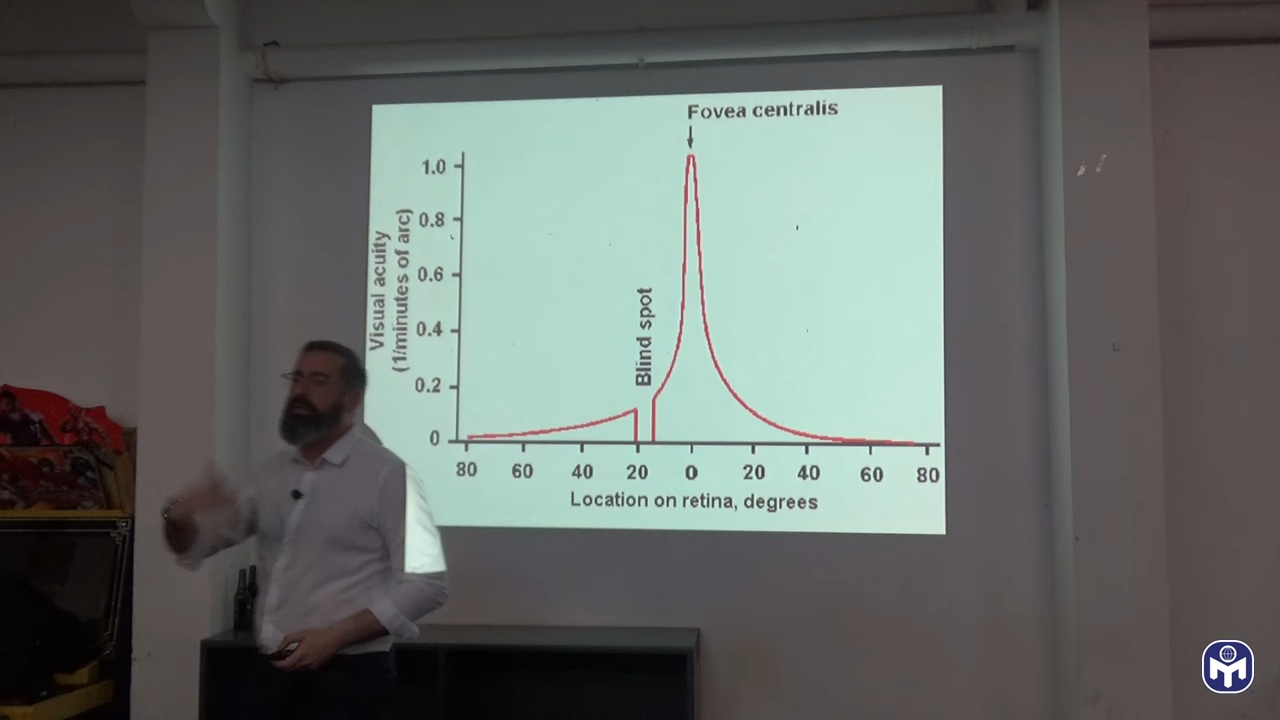 Fovea centralis
1.0
0.8
0.6
0.4
0.2
0
Visual acuity
(1/minutes of arc)
Blind spot
80 60 40 20 0 20 40 60 80
Location on retina, degrees